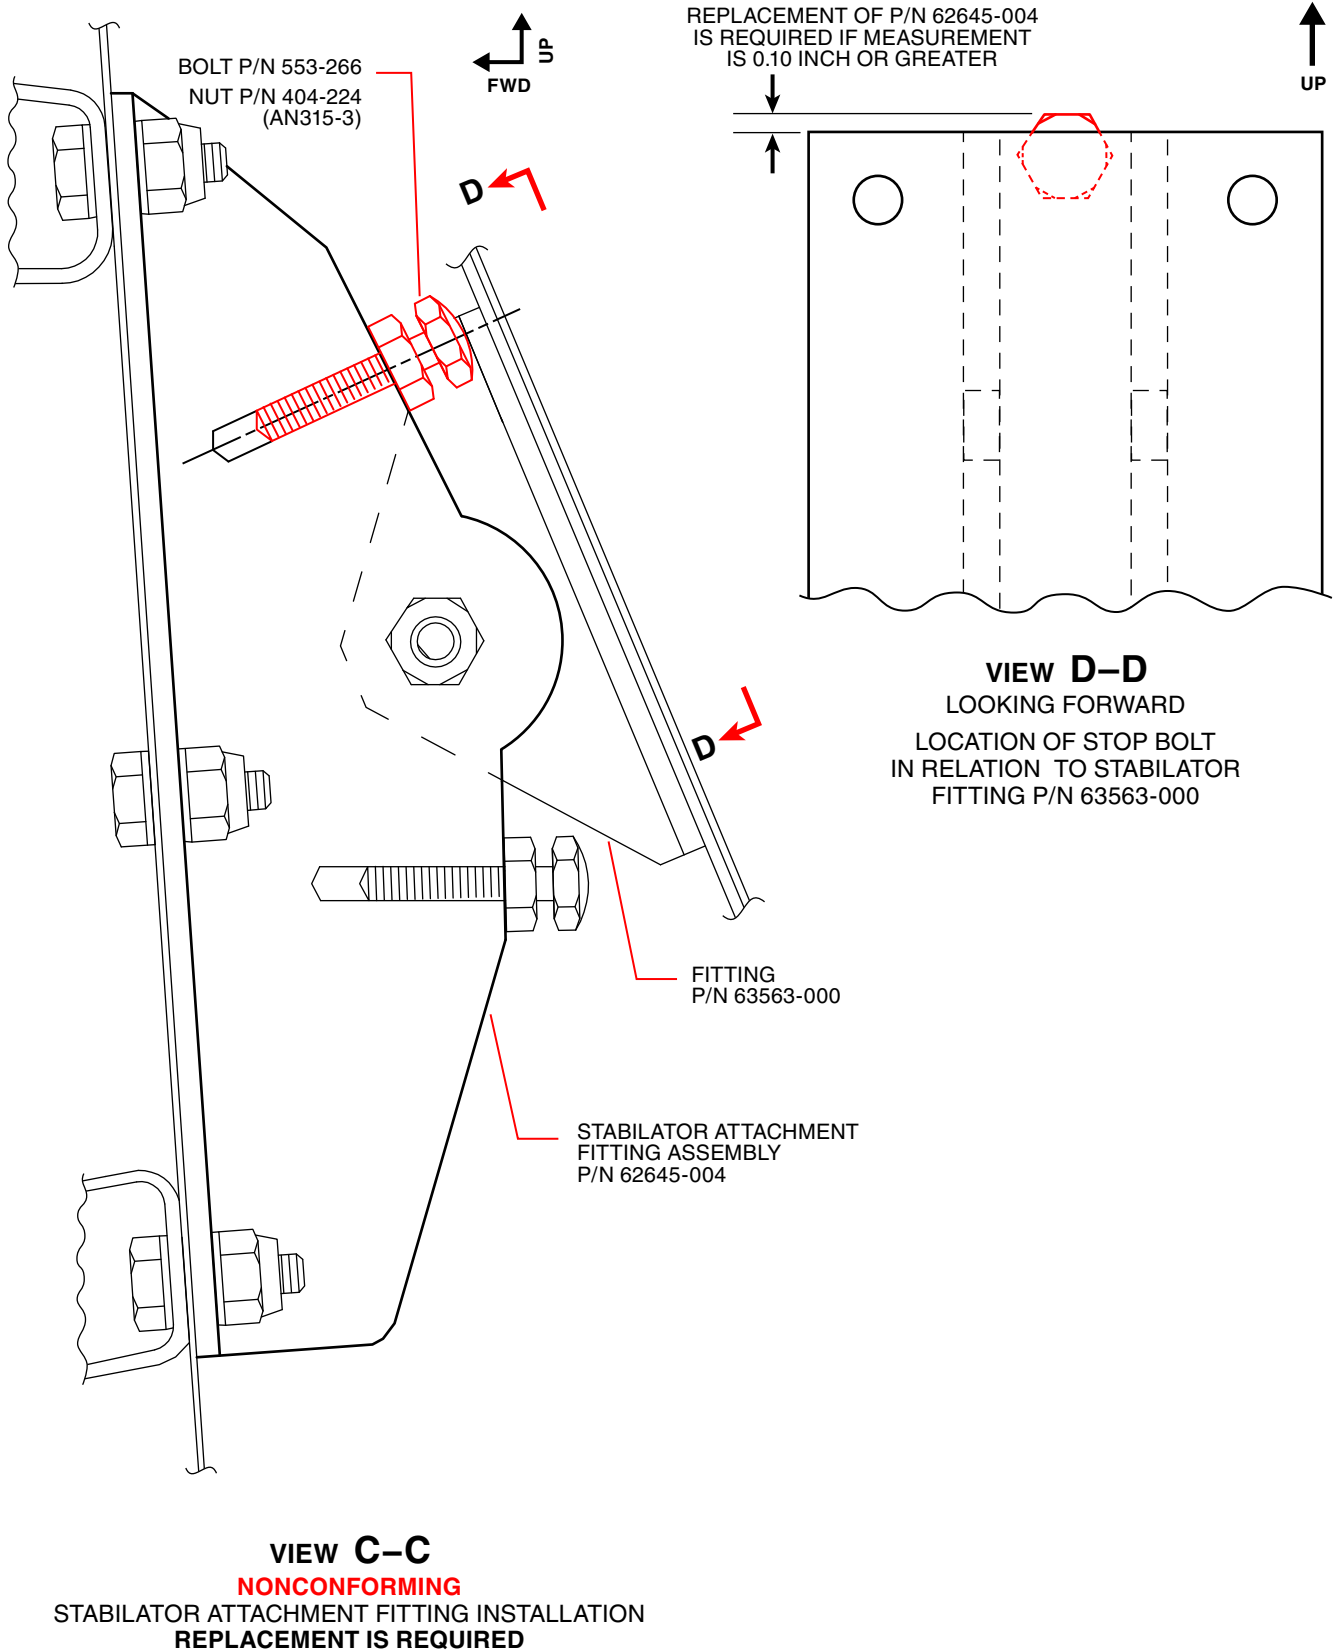 BOLT P/N 553-266
NUT P/N 404-224
(AN315-3)
UP
FWD
REPLACEMENT OF P/N 62645-004
IS REQUIRED IF MEASUREMENT
IS 0.10 INCH OR GREATER
UP
D
D
VIEW D–D
LOOKING FORWARD
LOCATION OF STOP BOLT
IN RELATION TO STABILATOR
FITTING P/N 63563-000
FITTING
P/N 63563-000
STABILATOR ATTACHMENT
FITTING ASSEMBLY
P/N 62645-004
VIEW C–C
NONCONFORMING
STABILATOR ATTACHMENT FITTING INSTALLATION
REPLACEMENT IS REQUIRED